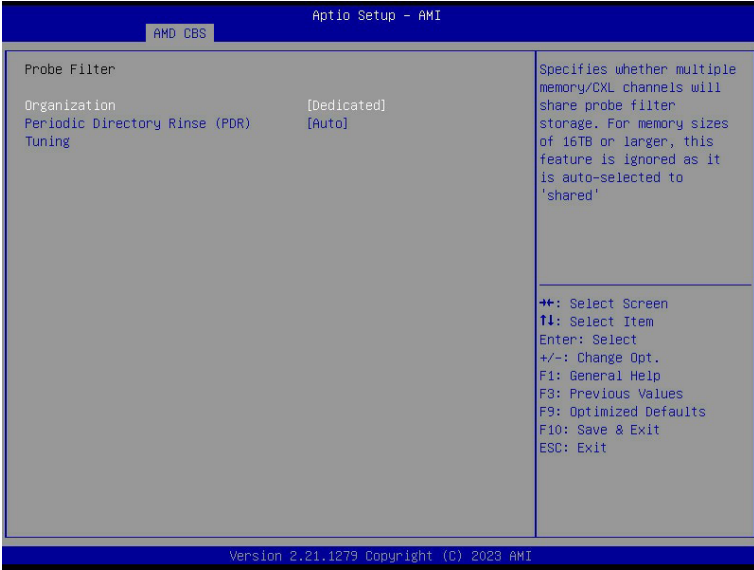 Aptio Setup – AMI
AMD CBS
Probe Filter
Organization [Dedicated]
Periodic Directory Rinse (PDR) [Auto]
Tuning
Specifies whether multiple
memory/CXL channels will
share probe filter
storage. For memory sizes
of 16TB or larger, this
feature is ignored as it
is auto-selected to
'shared'
→←: Select Screen
↑↓: Select Item
Enter: Select
+/-: Change Opt.
F1: General Help
F3: Previous Values
F9: Optimized Defaults
F10: Save & Exit
ESC: Exit
Version 2.21.1279 Copyright (C) 2023 AMI